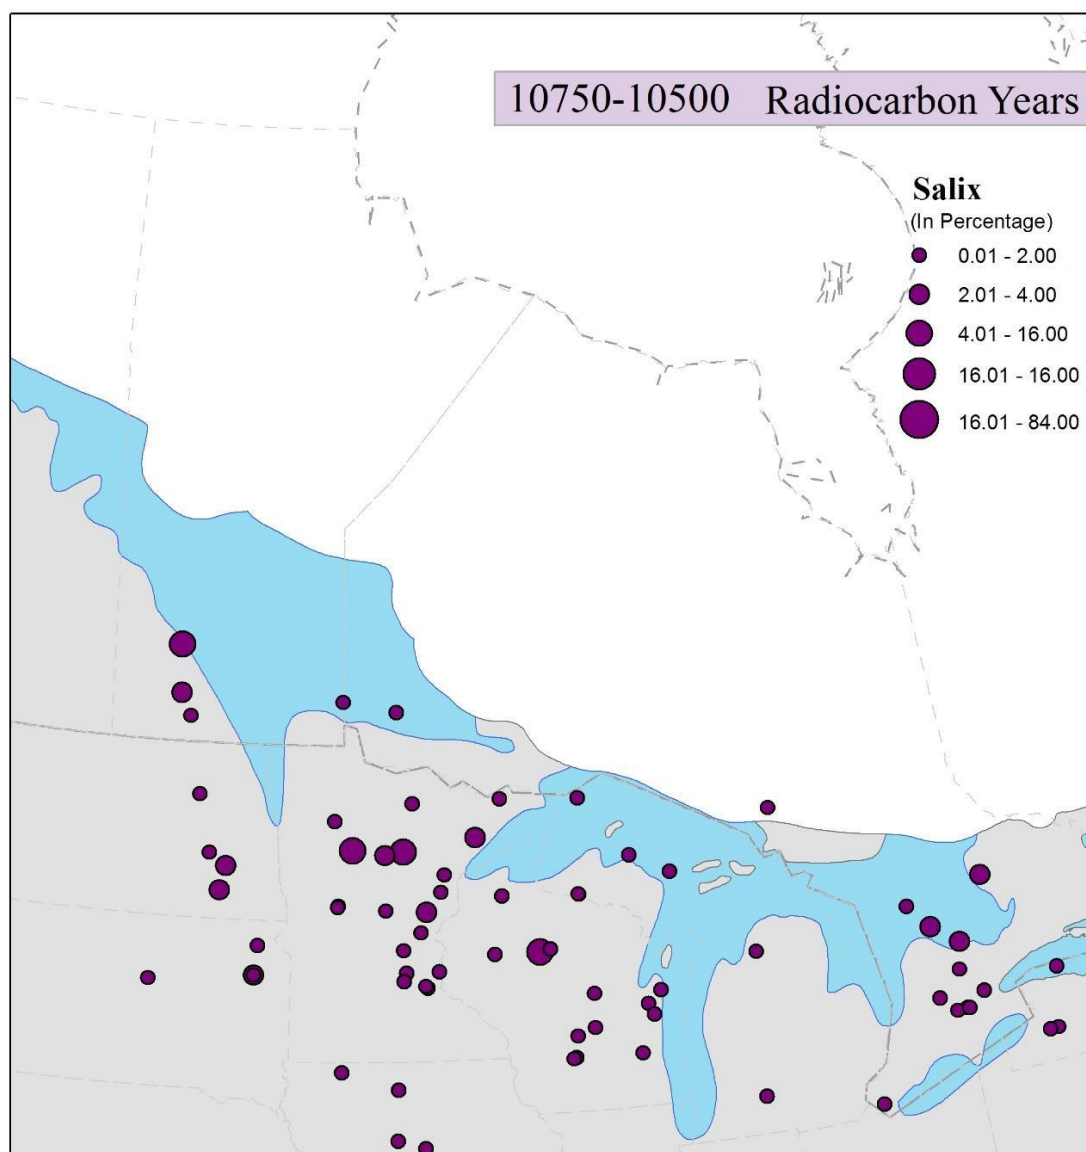 10750-10500 Radiocarbon Years
Salix
(In Percentage)
0.01 - 2.00
2.01 - 4.00
4.01 - 16.00
16.01 - 16.00
16.01 - 84.00